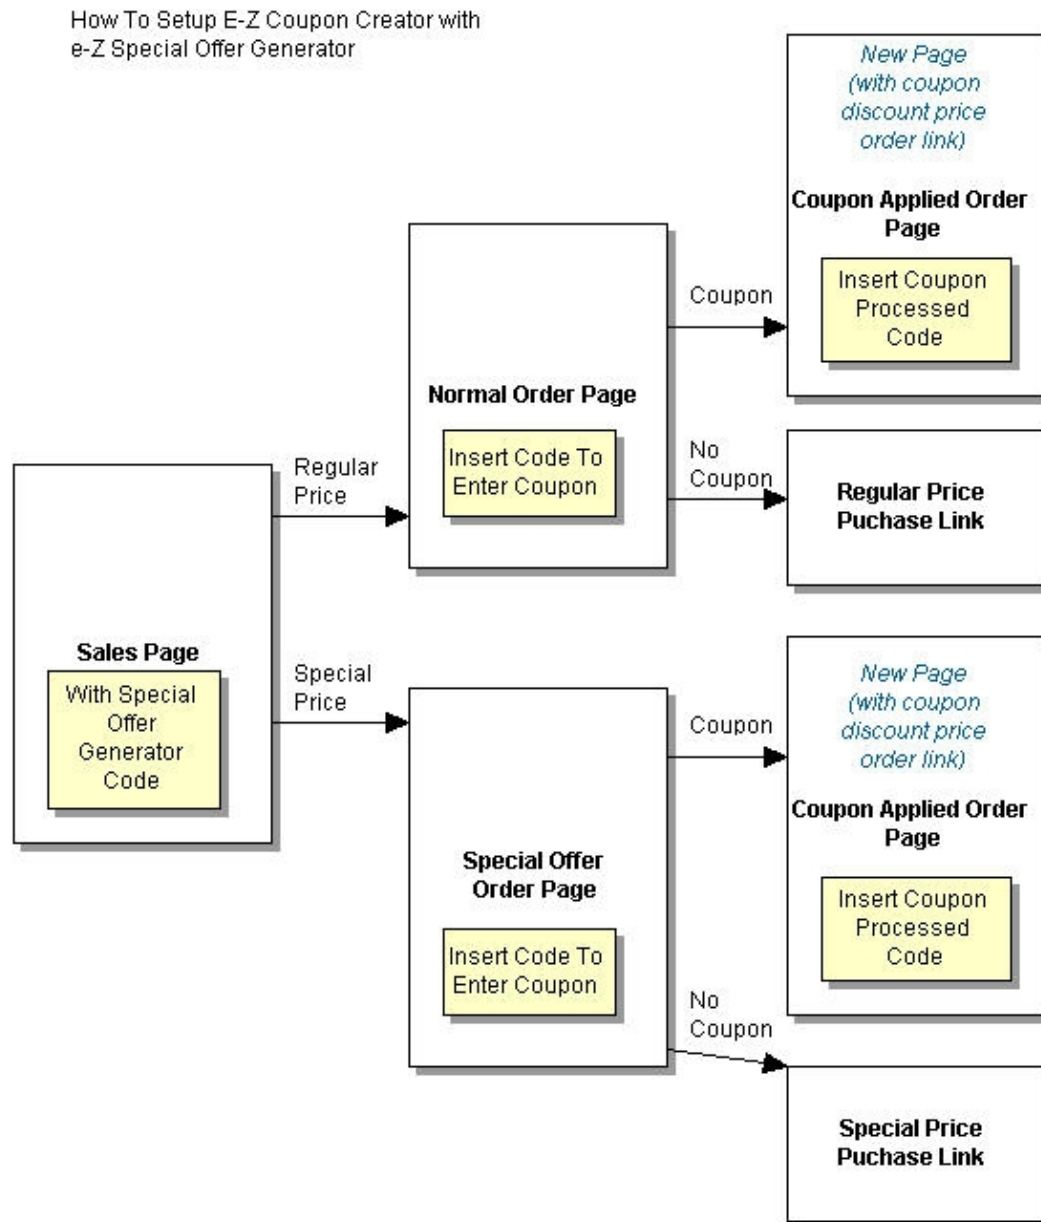 How To Setup E-Z Coupon Creator with
e-Z Special Offer Generator
New Page
(with coupon
discount price
order link)
Coupon Applied Order
Page
Insert Coupon
Processed
Code
Coupon
Normal Order Page
Insert Code To
Enter Coupon
No
Coupon
Regular Price
Puchase Link
Regular
Price
Sales Page
With Special
Offer
Generator
Code
Special
Price
Special Offer
Order Page
Insert Code To
Enter Coupon
Coupon
New Page
(with coupon
discount price
order link)
Coupon Applied Order
Page
Insert Coupon
Processed
Code
No
Coupon
Special Price
Puchase Link